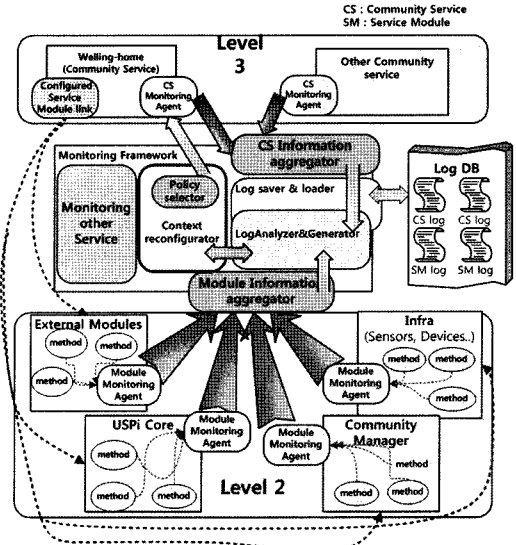 CS : Community Service
SM : Service Module
Level
3
Welling-home
(Community Service)
Configured
Service
Module link
CS
Monitoring
Agent
CS
Monitoring
Agent
Other Community
service
CS Information
aggregator
Monitoring Framework
Monitoring
other
Service
Policy
selector
Context
reconfigurator
Log saver & loader
LogAnalyzer&Generator
Log DB
CS log
CS log
SM log
SM log
Module Information
aggregator
External Modules
method
method
method
Module
Monitoring
Agent
Infra
(Sensors, Devices..)
method
method
method
Module
Monitoring
Agent
USPi Core
method
method
method
Module
Monitoring
Agent
Module
Monitoring
Agent
Community
Manager
method
method
method
Level 2